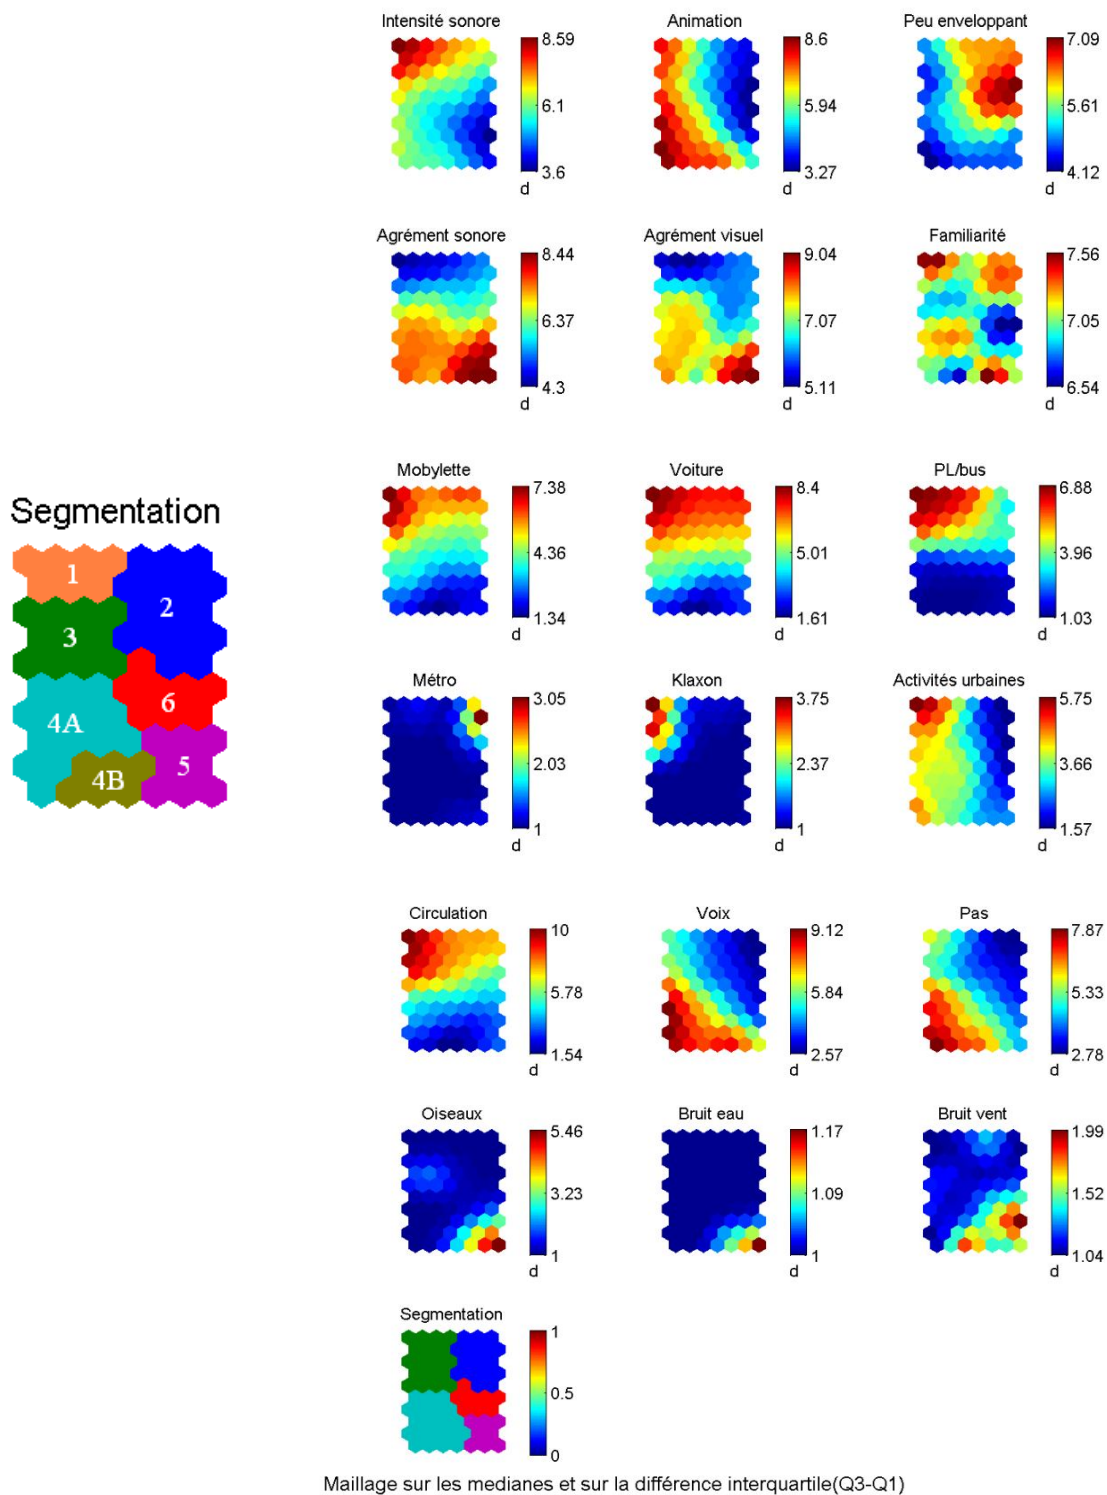 Intensité sonore
8.59
6.1
3.6
d
Animation
8.6
5.94
3.27
d
Peu enveloppant
7.09
5.61
4.12
d
Agrément sonore
8.44
6.37
4.3
d
Agrément visuel
9.04
7.07
5.11
d
Familiarité
7.56
7.05
6.54
d
Segmentation
1
2
3
4A
6
4B
5
Mobylette
7.38
4.36
1.34
d
Voiture
8.4
5.01
1.61
d
PL/bus
6.88
3.96
1.03
d
Métro
3.05
2.03
1
d
Klaxon
3.75
2.37
1
d
Activités urbaines
5.75
3.66
1.57
d
Circulation
10
5.78
1.54
d
Voix
9.12
5.84
2.57
d
Pas
7.87
5.33
2.78
d
Oiseaux
5.46
3.23
1
d
Bruit eau
1.17
1.09
1
d
Bruit vent
1.99
1.52
1.04
d
Segmentation
1
0.5
0
Maillage sur les medianes et sur la différence interquartile(Q3-Q1)